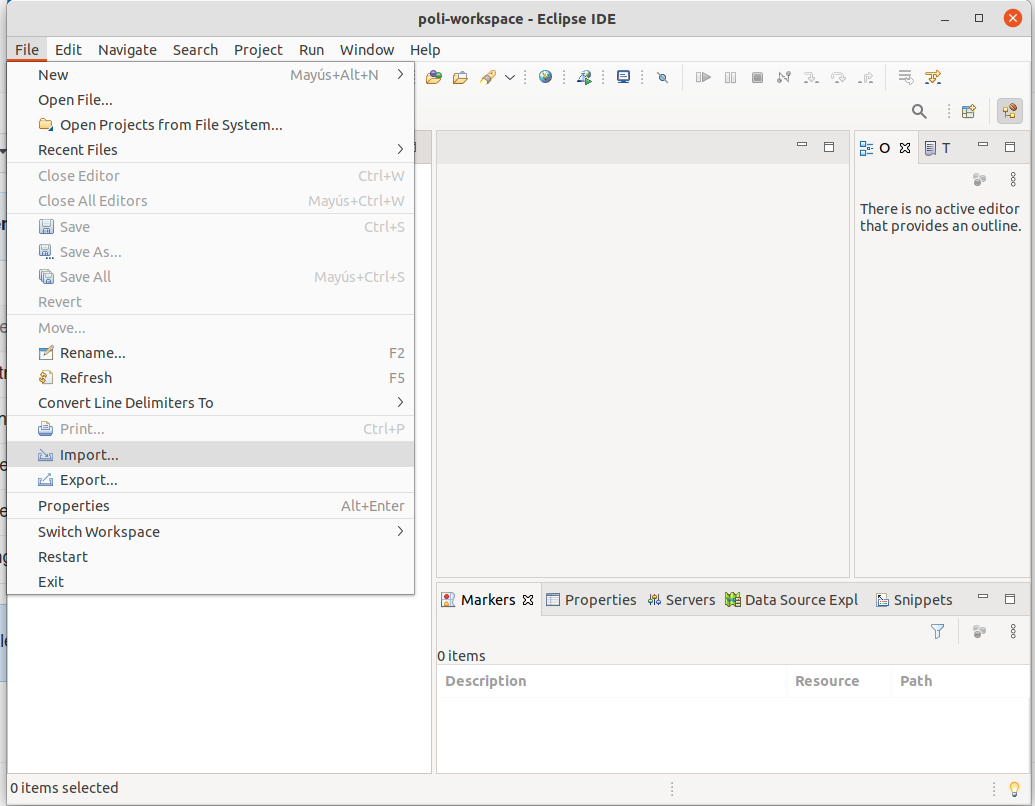 poli-workspace - Eclipse IDE
File Edit Navigate Search Project Run Window Help
New Mayús+Alt+N
Open File...
Open Projects from File System...
Recent Files
Close Editor Ctrl+W
Close All Editors Mayús+Ctrl+W
Save Ctrl+S
Save As...
Save All Mayús+Ctrl+S
Revert
Move...
Rename... F2
Refresh F5
Convert Line Delimiters To
Print... Ctrl+P
Import...
Export...
Properties Alt+Enter
Switch Workspace
Restart
Exit
O T
There is no active editor
that provides an outline.
Markers Properties Servers Data Source Expl Snippets
0 items
Description Resource Path
0 items selected